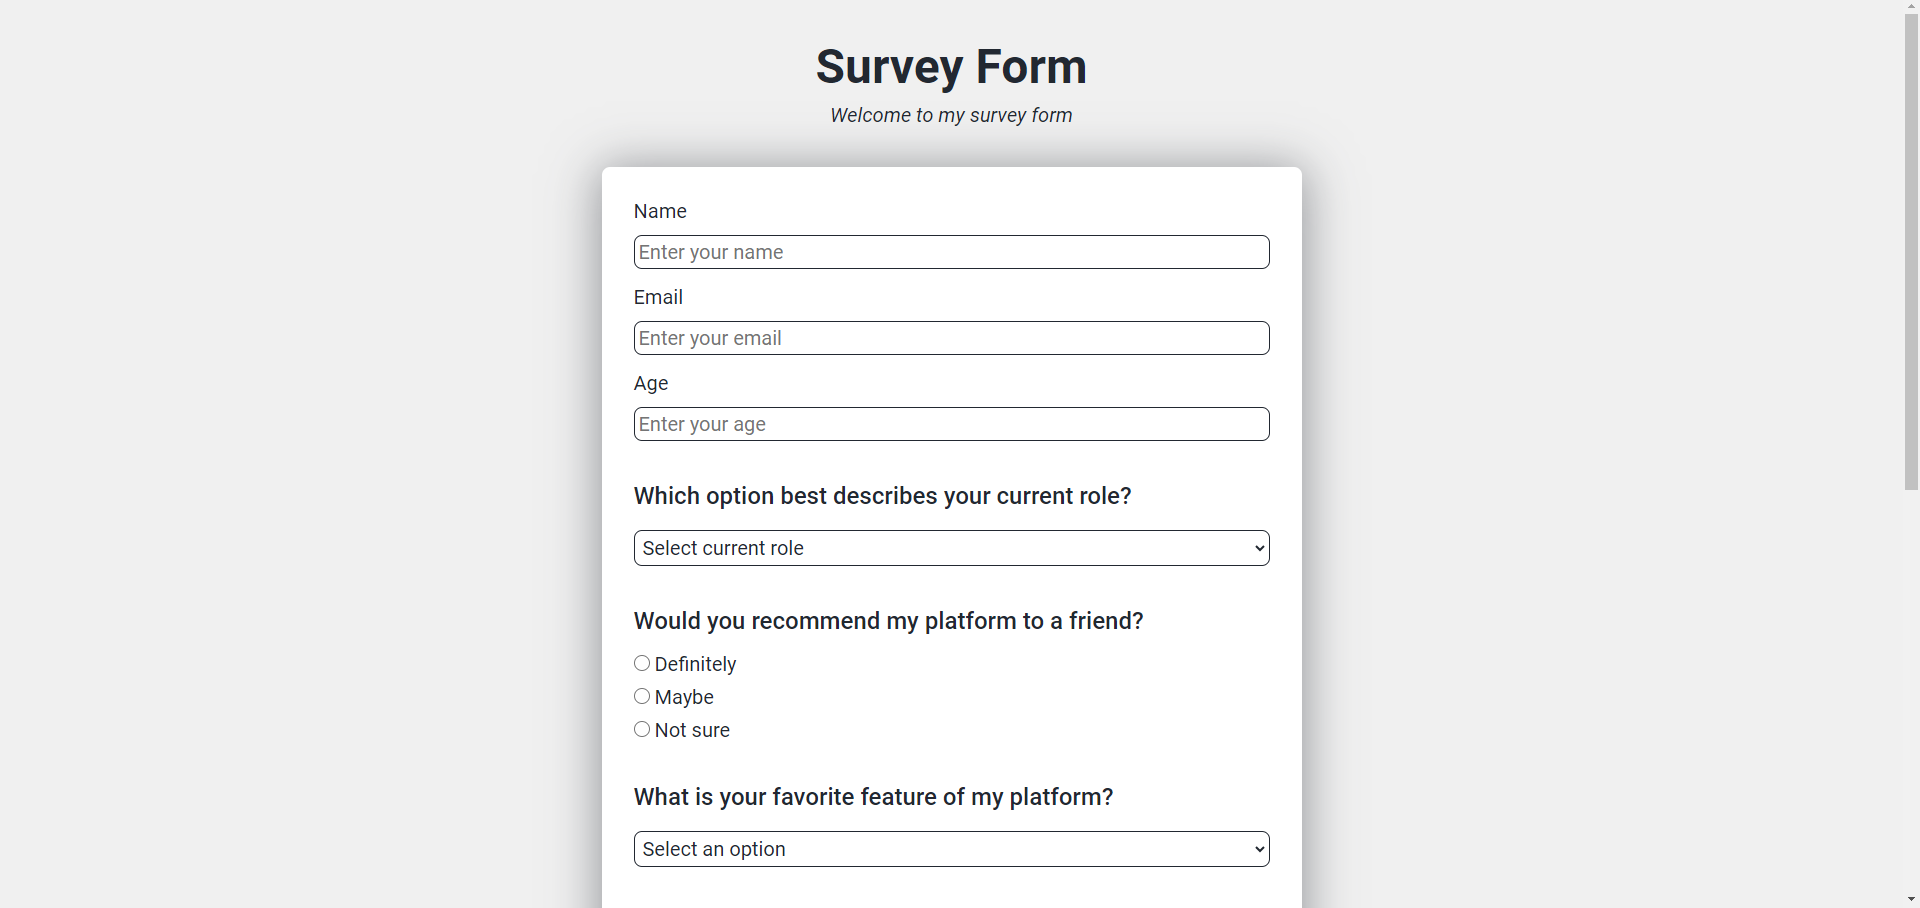 Survey Form
Welcome to my survey form
Name
Enter your name
Email
Enter your email
Age
Enter your age
Which option best describes your current role?
Select current role
Would you recommend my platform to a friend?
Definitely
Maybe
Not sure
What is your favorite feature of my platform?
Select an option